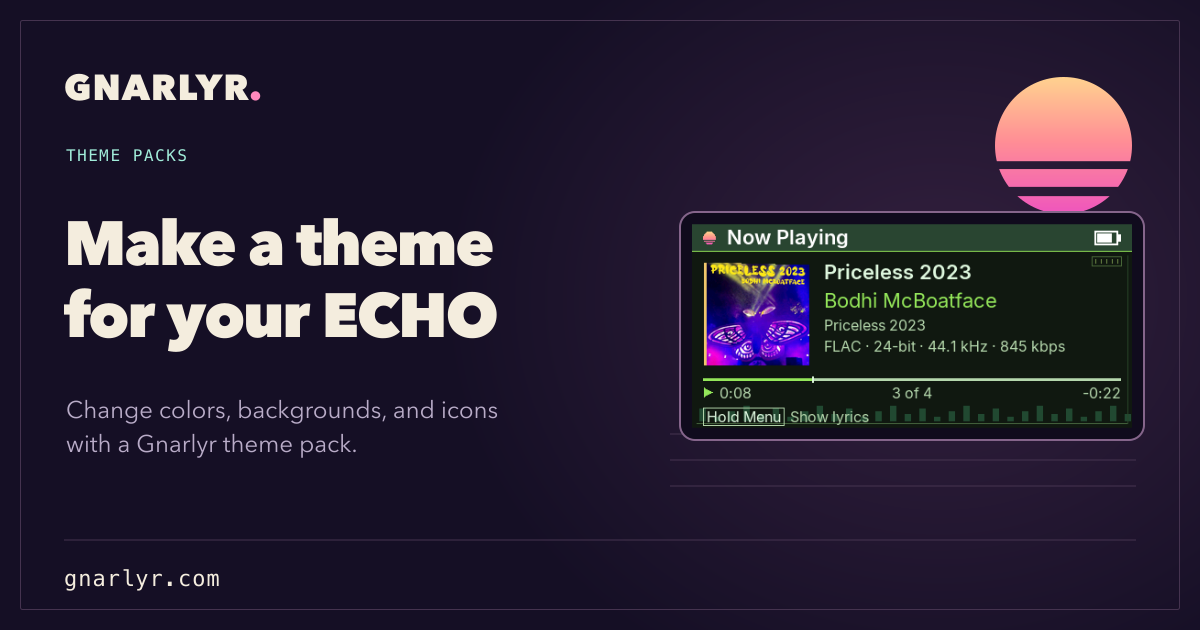 GNARLYR.
THEME PACKS
Make a theme
for your ECHO
Change colors, backgrounds, and icons
with a Gnarlyr theme pack.
gnarlyr.com
Now Playing
PRICELESS 2023
BODHI MCBOATFACE
Priceless 2023
Bodhi McBoatface
Priceless 2023
FLAC · 24-bit · 44.1 kHz · 845 kbps
0:08 3 of 4 -0:22
Hold Menu Show lyrics